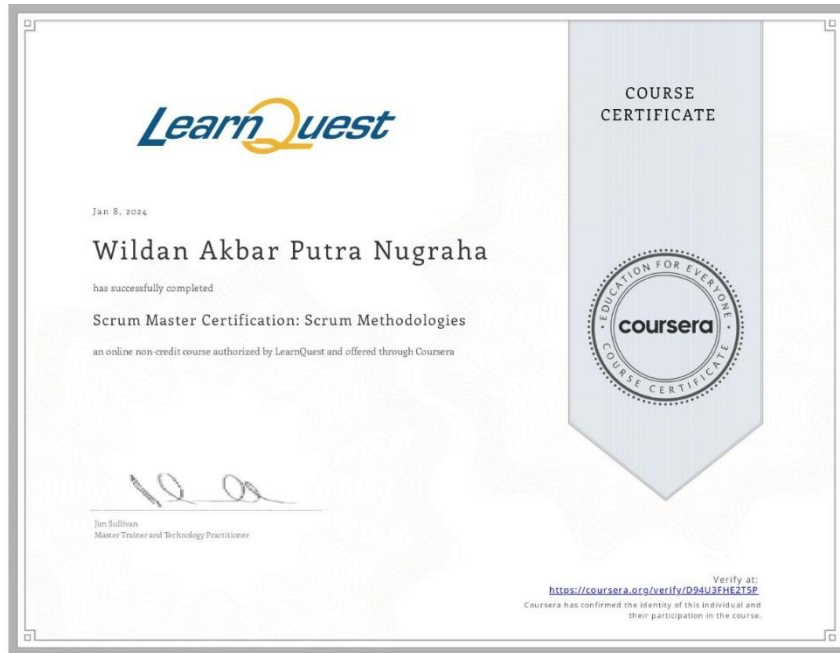 LearnQuest
COURSE
CERTIFICATE
Jan 8, 2024
Wildan Akbar Putra Nugraha
has successfully completed
Scrum Master Certification: Scrum Methodologies
an online non-credit course authorized by LearnQuest and offered through Coursera
EDUCATION FOR EVERYONE
coursera
COURSE CERTIFICATE
Jim Sullivan
Master Trainer and Technology Practitioner
Verify at:
https://coursera.org/verify/D94U3FHE2T5P
Coursera has confirmed the identity of this individual and
their participation in the course.